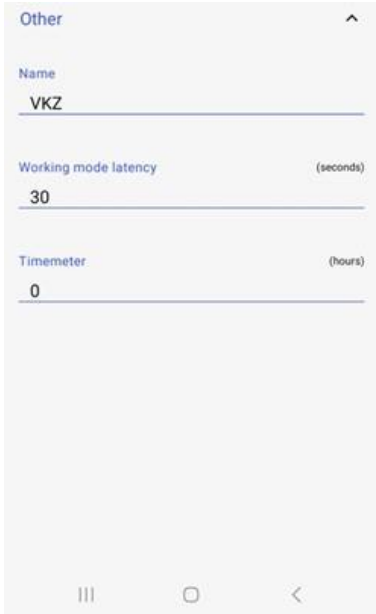 Other
Name
VKZ
Working mode latency (seconds)
30
Timemeter (hours)
0